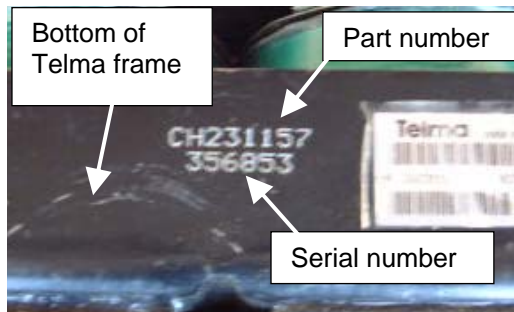 Bottom of
Telma frame
Part number
CH231157
356853
Telma
Serial number